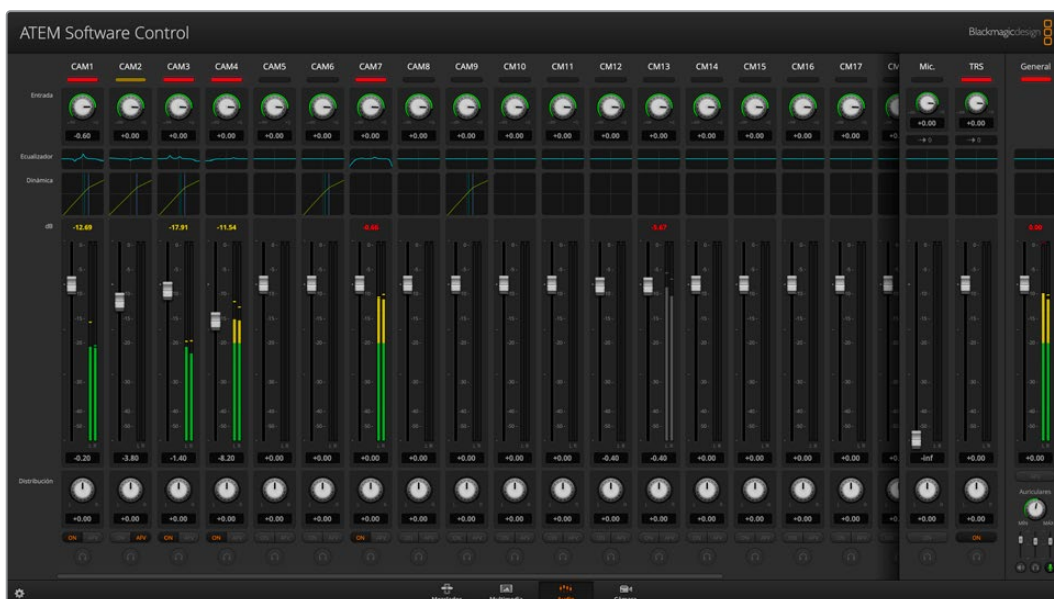 ATEM Software Control
Blackmagicdesign
CAM1 CAM2 CAM3 CAM4 CAM5 CAM6 CAM7 CAM8 CAM9 CM10 CM11 CM12 CM13 CM14 CM15 CM16 CM17 CM Mic. TRS General
Entrada
-0.60 +0.00 +0.00 +0.00 +0.00 +0.00 +0.00 +0.00 +0.00 +0.00 +0.00 +0.00 +0.00 +0.00 +0.00 +0.00 +0.00 +0.00 +0.00
Ecualizador
Dinámica
dB -12.69 -17.91 -11.54 0.00
-0.20 -3.80 -1.40 -8.20 +0.00 +0.00 +0.00 +0.00 +0.00 +0.00 +0.00 -0.40 -0.40 +0.00 +0.00 +0.00 +0.00 -inf +0.00 +0.00
Distribución
Auriculares
+0.00 +0.00 +0.00 +0.00 +0.00 +0.00 +0.00 +0.00 +0.00 +0.00 +0.00 +0.00 +0.00 +0.00 +0.00 +0.00 +0.00 +0.00 +0.00
MIN MAX
ON AFV ON ON ON ON
Mezclador Multimedia Audio Cámara